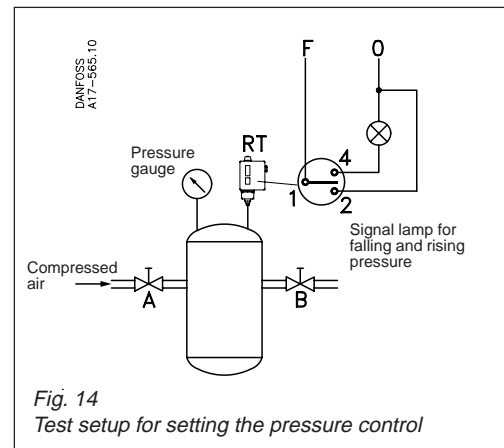 DANFOSS
A17-565.10
F
0
RT
4
1
2
Pressure
gauge
Signal lamp for
falling and rising
pressure
Compressed
air
A
B
Fig. 14
Test setup for setting the pressure control